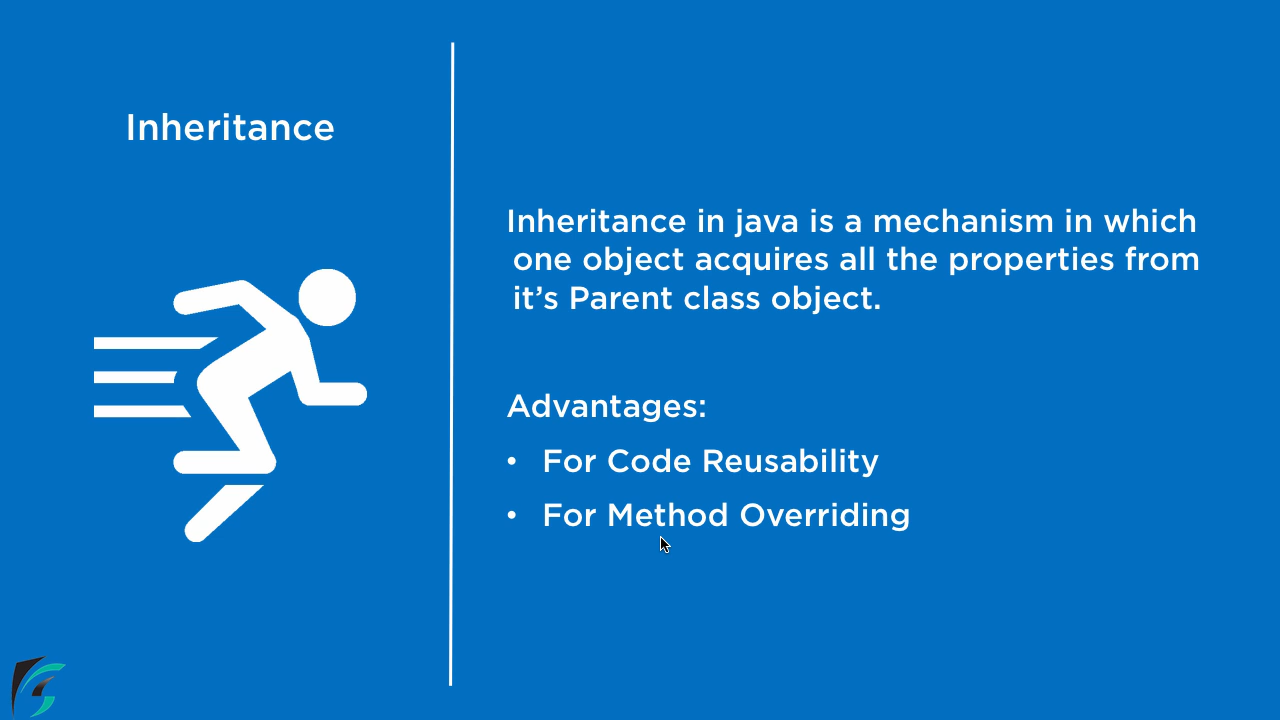 Inheritance
Inheritance in java is a mechanism in which
one object acquires all the properties from
it’s Parent class object.
Advantages:
• For Code Reusability
• For Method Overriding